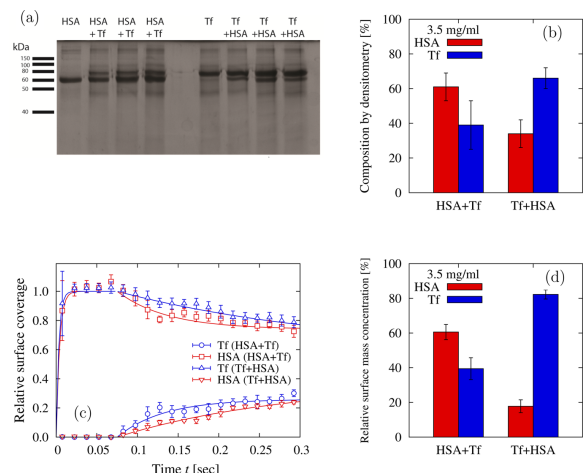 (a)
HSA HSA HSA HSA Tf Tf Tf Tf
+ Tf + Tf + Tf +HSA +HSA +HSA
kDa
150
100
80
60
50
40
(b)
Composition by densitometry [%]
100
80
60
40
20
0
3.5 mg/ml
HSA
Tf
HSA+Tf Tf+HSA
(c)
Relative surface coverage
1.0
0.8
0.6
0.4
0.2
0.0
Tf (HSA+Tf)
HSA (HSA+Tf)
Tf (Tf+HSA)
HSA (Tf+HSA)
0 0.05 0.1 0.15 0.2 0.25 0.3
Time t [sec]
(d)
Relative surface mass concentration [%]
100
80
60
40
20
0
3.5 mg/ml
HSA
Tf
HSA+Tf Tf+HSA